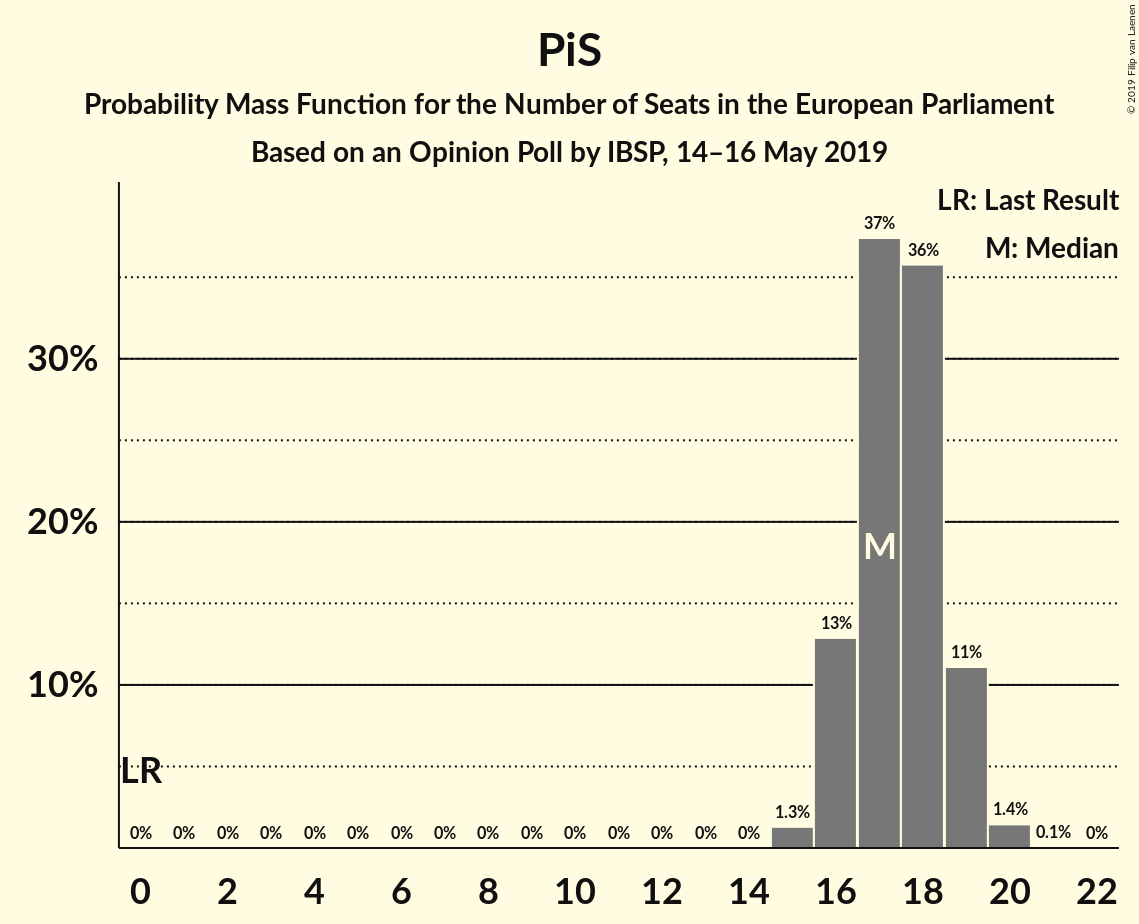 PiS
Probability Mass Function for the Number of Seats in the European Parliament
Based on an Opinion Poll by IBSP, 14–16 May 2019
© 2019 Filip van Laenen
LR: Last Result
M: Median
37%
36%
30%
20%
M
13%
11%
10%
LR
0% 0% 0% 0% 0% 0% 0% 0% 0% 0% 0% 0% 0% 0% 0% 1.3% 1.4% 0.1% 0%
0 2 4 6 8 10 12 14 16 18 20 22